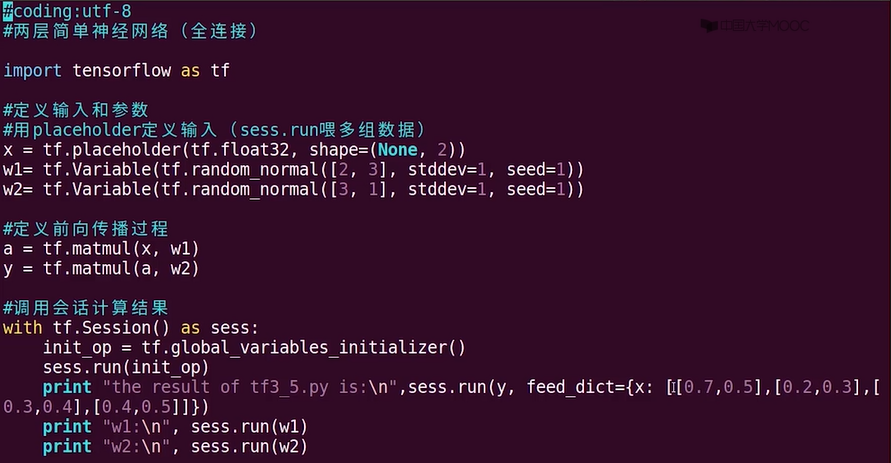 中国大学MOOC
#coding:utf-8
#两层简单神经网络（全连接）
import tensorflow as tf
#定义输入和参数
#用placeholder定义输入（sess.run喂多组数据）
x = tf.placeholder(tf.float32, shape=(None, 2))
w1= tf.Variable(tf.random_normal([2, 3], stddev=1, seed=1))
w2= tf.Variable(tf.random_normal([3, 1], stddev=1, seed=1))
#定义前向传播过程
a = tf.matmul(x, w1)
y = tf.matmul(a, w2)
#调用会话计算结果
with tf.Session() as sess:
    init_op = tf.global_variables_initializer()
    sess.run(init_op)
    print "the result of tf3_5.py is:\n",sess.run(y, feed_dict={x: [[0.7,0.5],[0.2,0.3],[
0.3,0.4],[0.4,0.5]]})
    print "w1:\n", sess.run(w1)
    print "w2:\n", sess.run(w2)